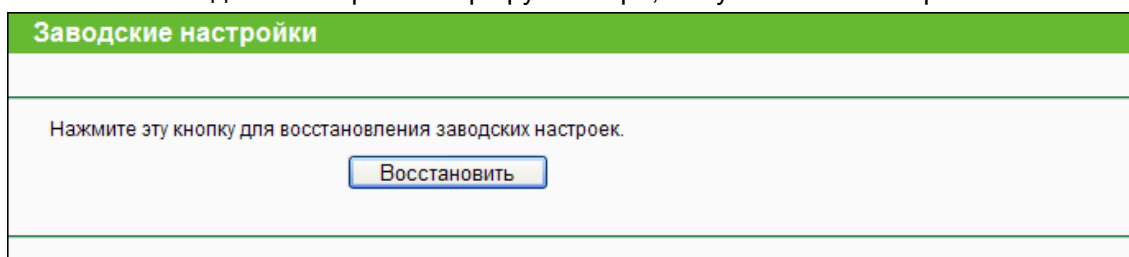 Заводские настройки
Нажмите эту кнопку для восстановления заводских настроек.
Восстановить